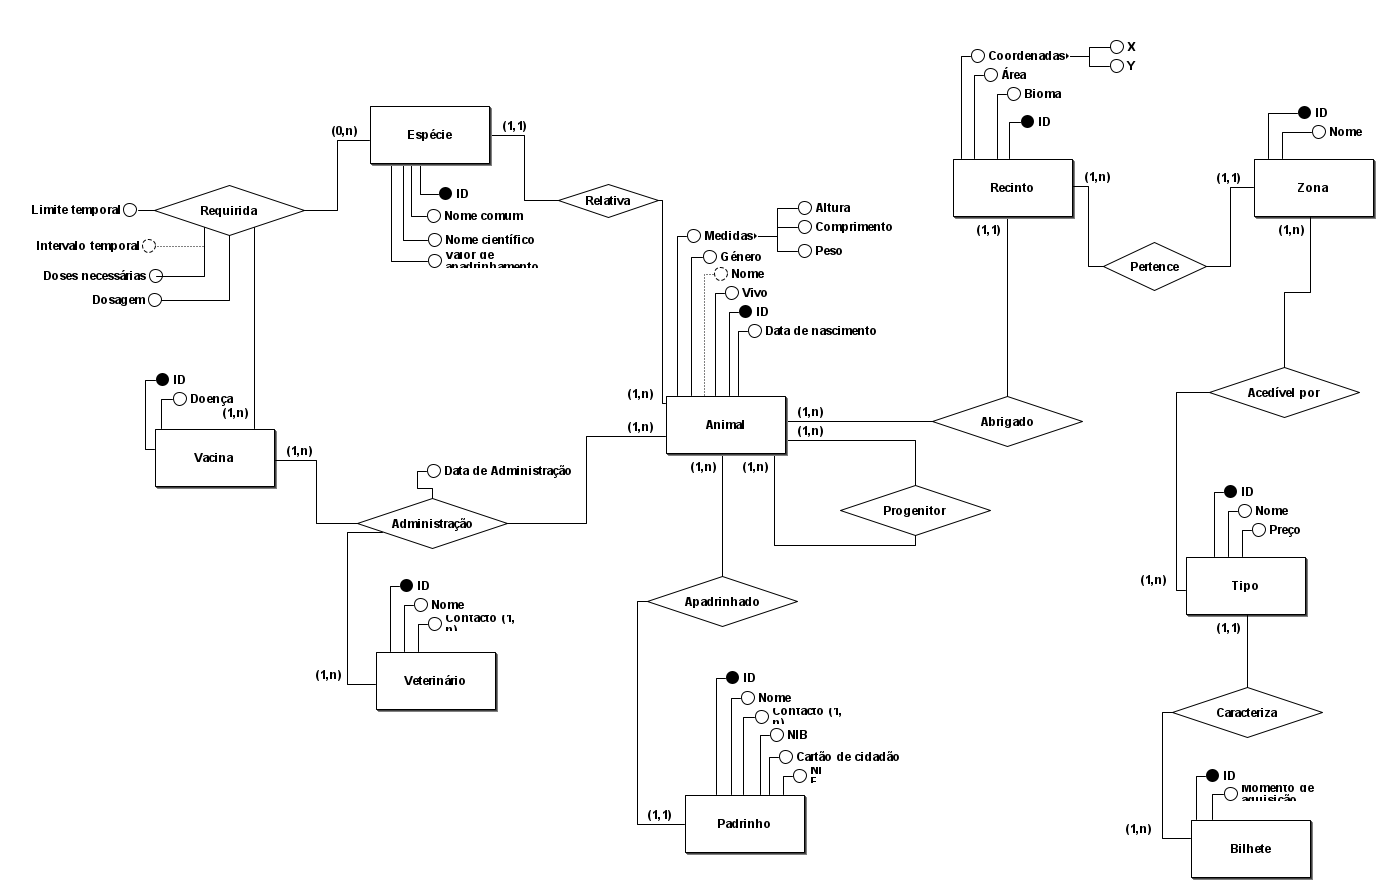 Coordenadas
X
Y
Área
Bioma
ID
(1,n)
Recinto
(1,1)
ID
Nome
(1,1)
Zona
(1,n)
Pertence
(0,n)
Espécie
(1,1)
ID
Nome comum
Nome científico
Valor de
apadrinhamento
Limite temporal
Requirida
Intervalo temporal
Doses necessárias
Dosagem
Relativa
Medidas
Altura
Comprimento
Peso
Género
Nome
Vivo
ID
Data de nascimento
ID
Doença
(1,n)
Vacina
(1,n)
(1,n)
(1,n)
Animal
(1,n)
(1,n)
(1,n)
(1,n)
Abrigado
Acedível por
Data de Administração
Administração
Progenitor
ID
Nome
Preço
(1,n)
Tipo
(1,1)
ID
Nome
Contacto (1,
n)
(1,n)
Veterinário
Apadrinhado
ID
Nome
Contacto (1,
n)
NIB
Cartão de cidadão
NI
F
(1,1)
Padrinho
Caracteriza
ID
Momento de
aquisição
(1,n)
Bilhete